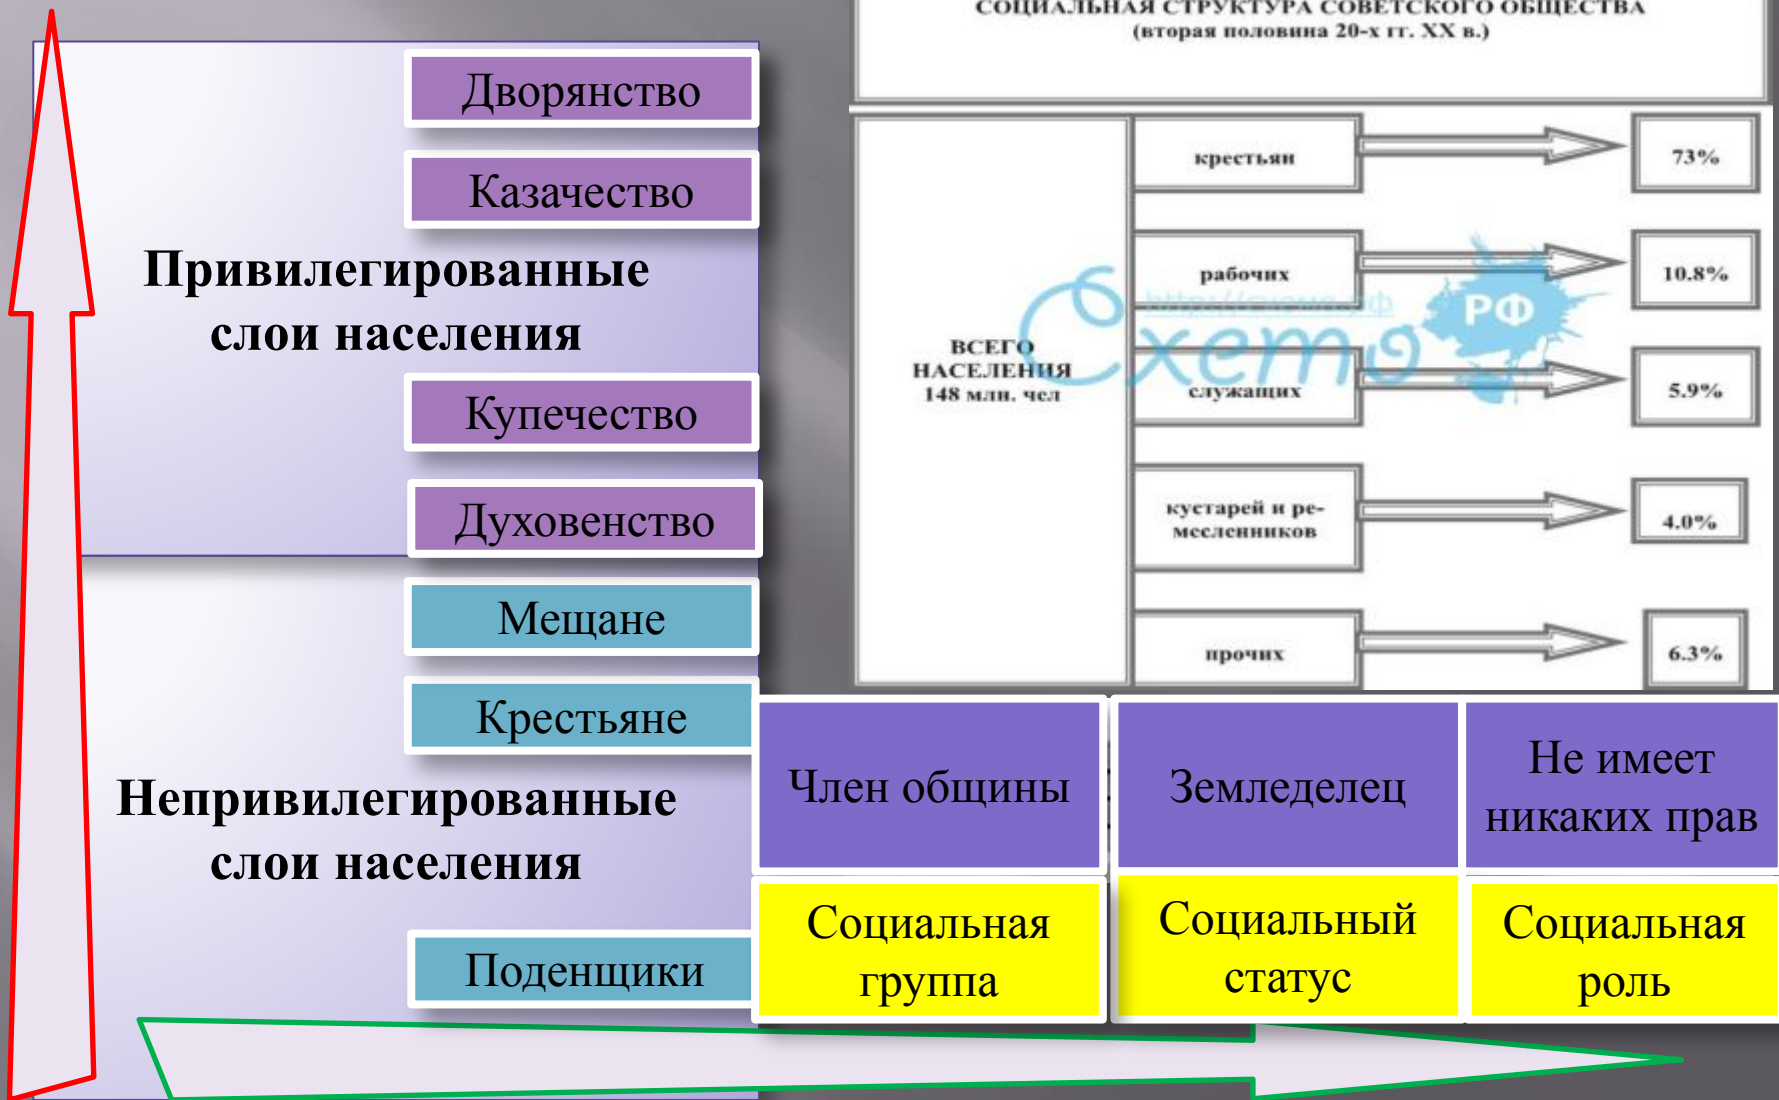 Дворянство
Казачество
Привилегированные
слои населения
Купечество
Духовенство
Мещане
Крестьяне
Непривилегированные
слои населения
Поденщики
СОЦИАЛЬНАЯ СТРУКТУРА СОВЕТСКОГО ОБЩЕСТВА
(вторая половина 20-х гг. XX в.)
ВСЕГО
НАСЕЛЕНИЯ
148 млн. чел
крестьян
73%
рабочих
10.8%
служащих
5.9%
кустарей и ре-
месленников
4.0%
прочих
6.3%
Схемо
РФ
Член общины
Земледелец
Не имеет
никаких прав
Социальная
группа
Социальный
статус
Социальная
роль